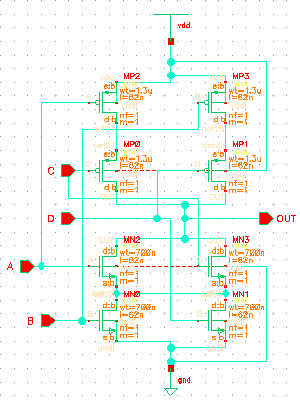 vdd.
MP2
MP3
s:b
s:b
wt=1.3u
wt=1.3u
l=62n
l=62n
nf=1
nf=1
d b
d b
m=1
m=1
MP0
MP1
s:b
s:b
wt=1.3u
wt=1.3u
l=62n
l=62n
C
nf=1
nf=1
d b
d b
m=1
m=1
D
OUT
OUT
MN2
MN3
d:b
d:b
wt=700n
wt=700n
A
l=62n
l=62n
nf=1
nf=1
m=1
m=1
MN0
MN1
wt=700n
wt=700n
B
l=62n
l=62n
nf=1
nf=1
m=1
m=1
gnd.